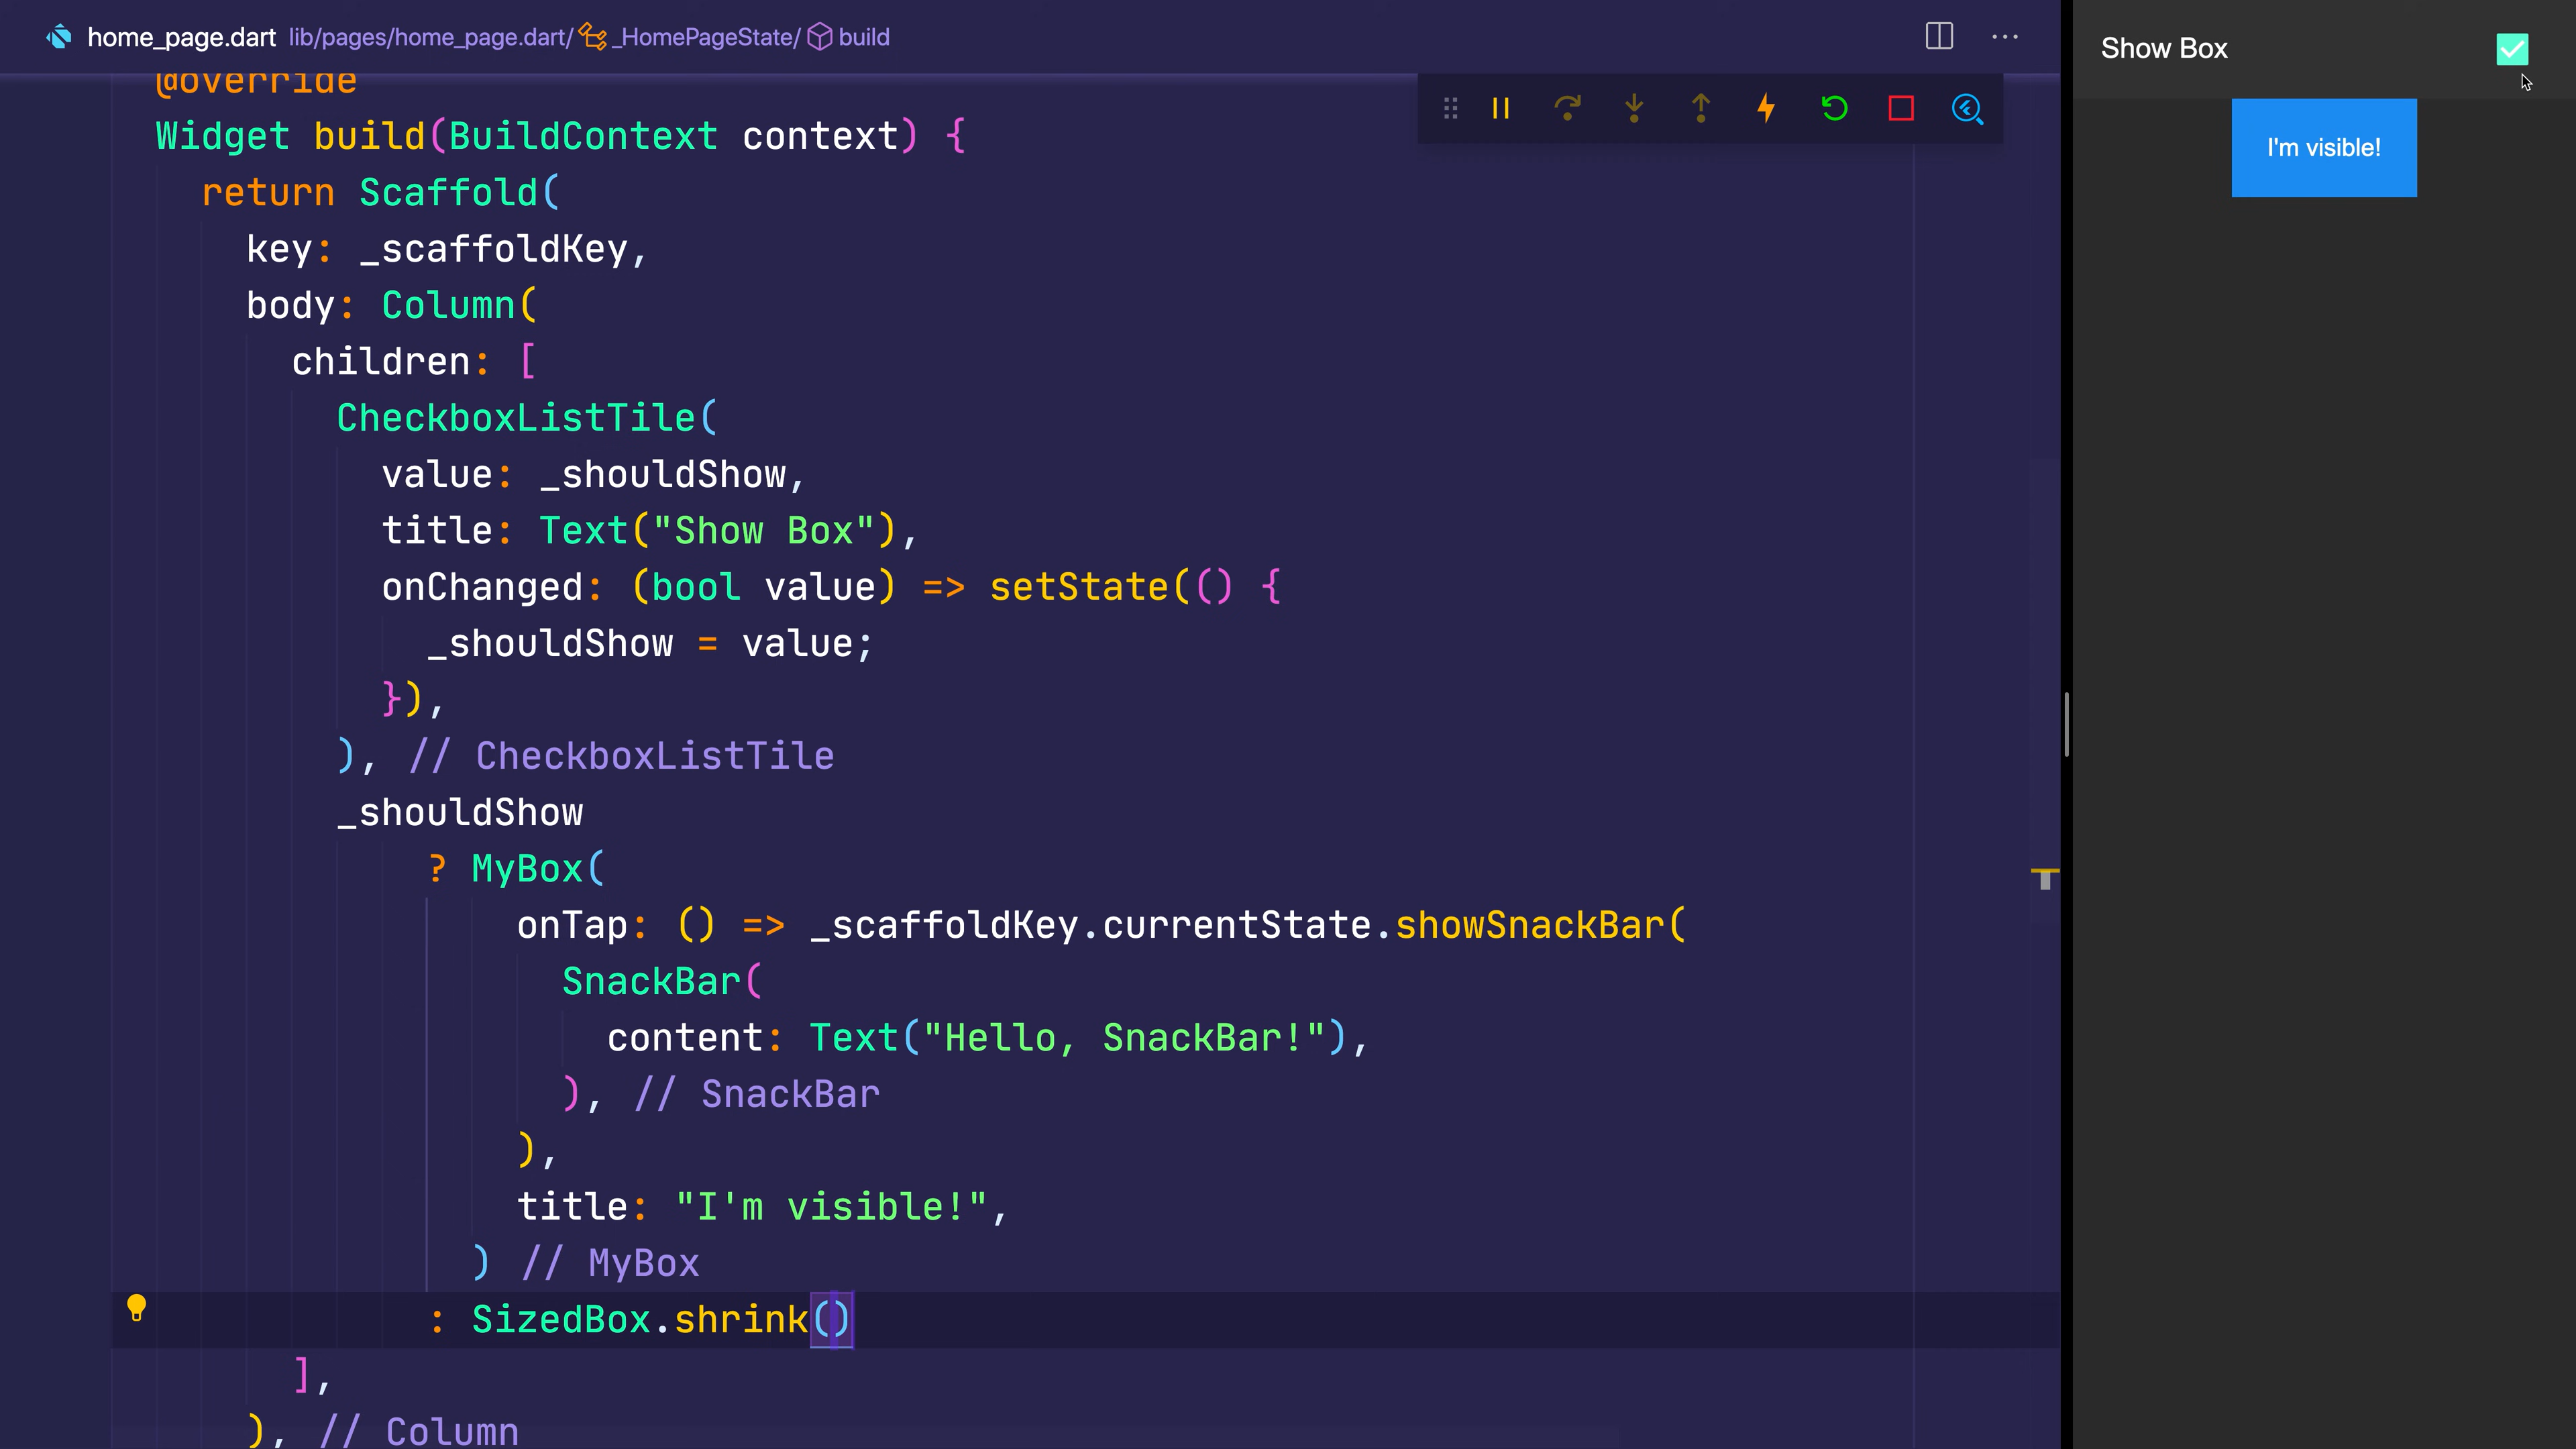 home_page.dart lib/pages/home_page.dart/ _HomePageState/ build
@override
Widget build(BuildContext context) {
return Scaffold(
key: _scaffoldKey,
body: Column(
children: [
CheckboxListTile(
value: _shouldShow,
title: Text("Show Box"),
onChanged: (bool value) => setState(() {
_shouldShow = value;
}),
), // CheckboxListTile
_shouldShow
? MyBox(
onTap: () => _scaffoldKey.currentState.showSnackBar(
SnackBar(
content: Text("Hello, SnackBar!"),
), // SnackBar
),
title: "I'm visible!",
) // MyBox
: SizedBox.shrink()
],
), // Column
Show Box
I'm visible!